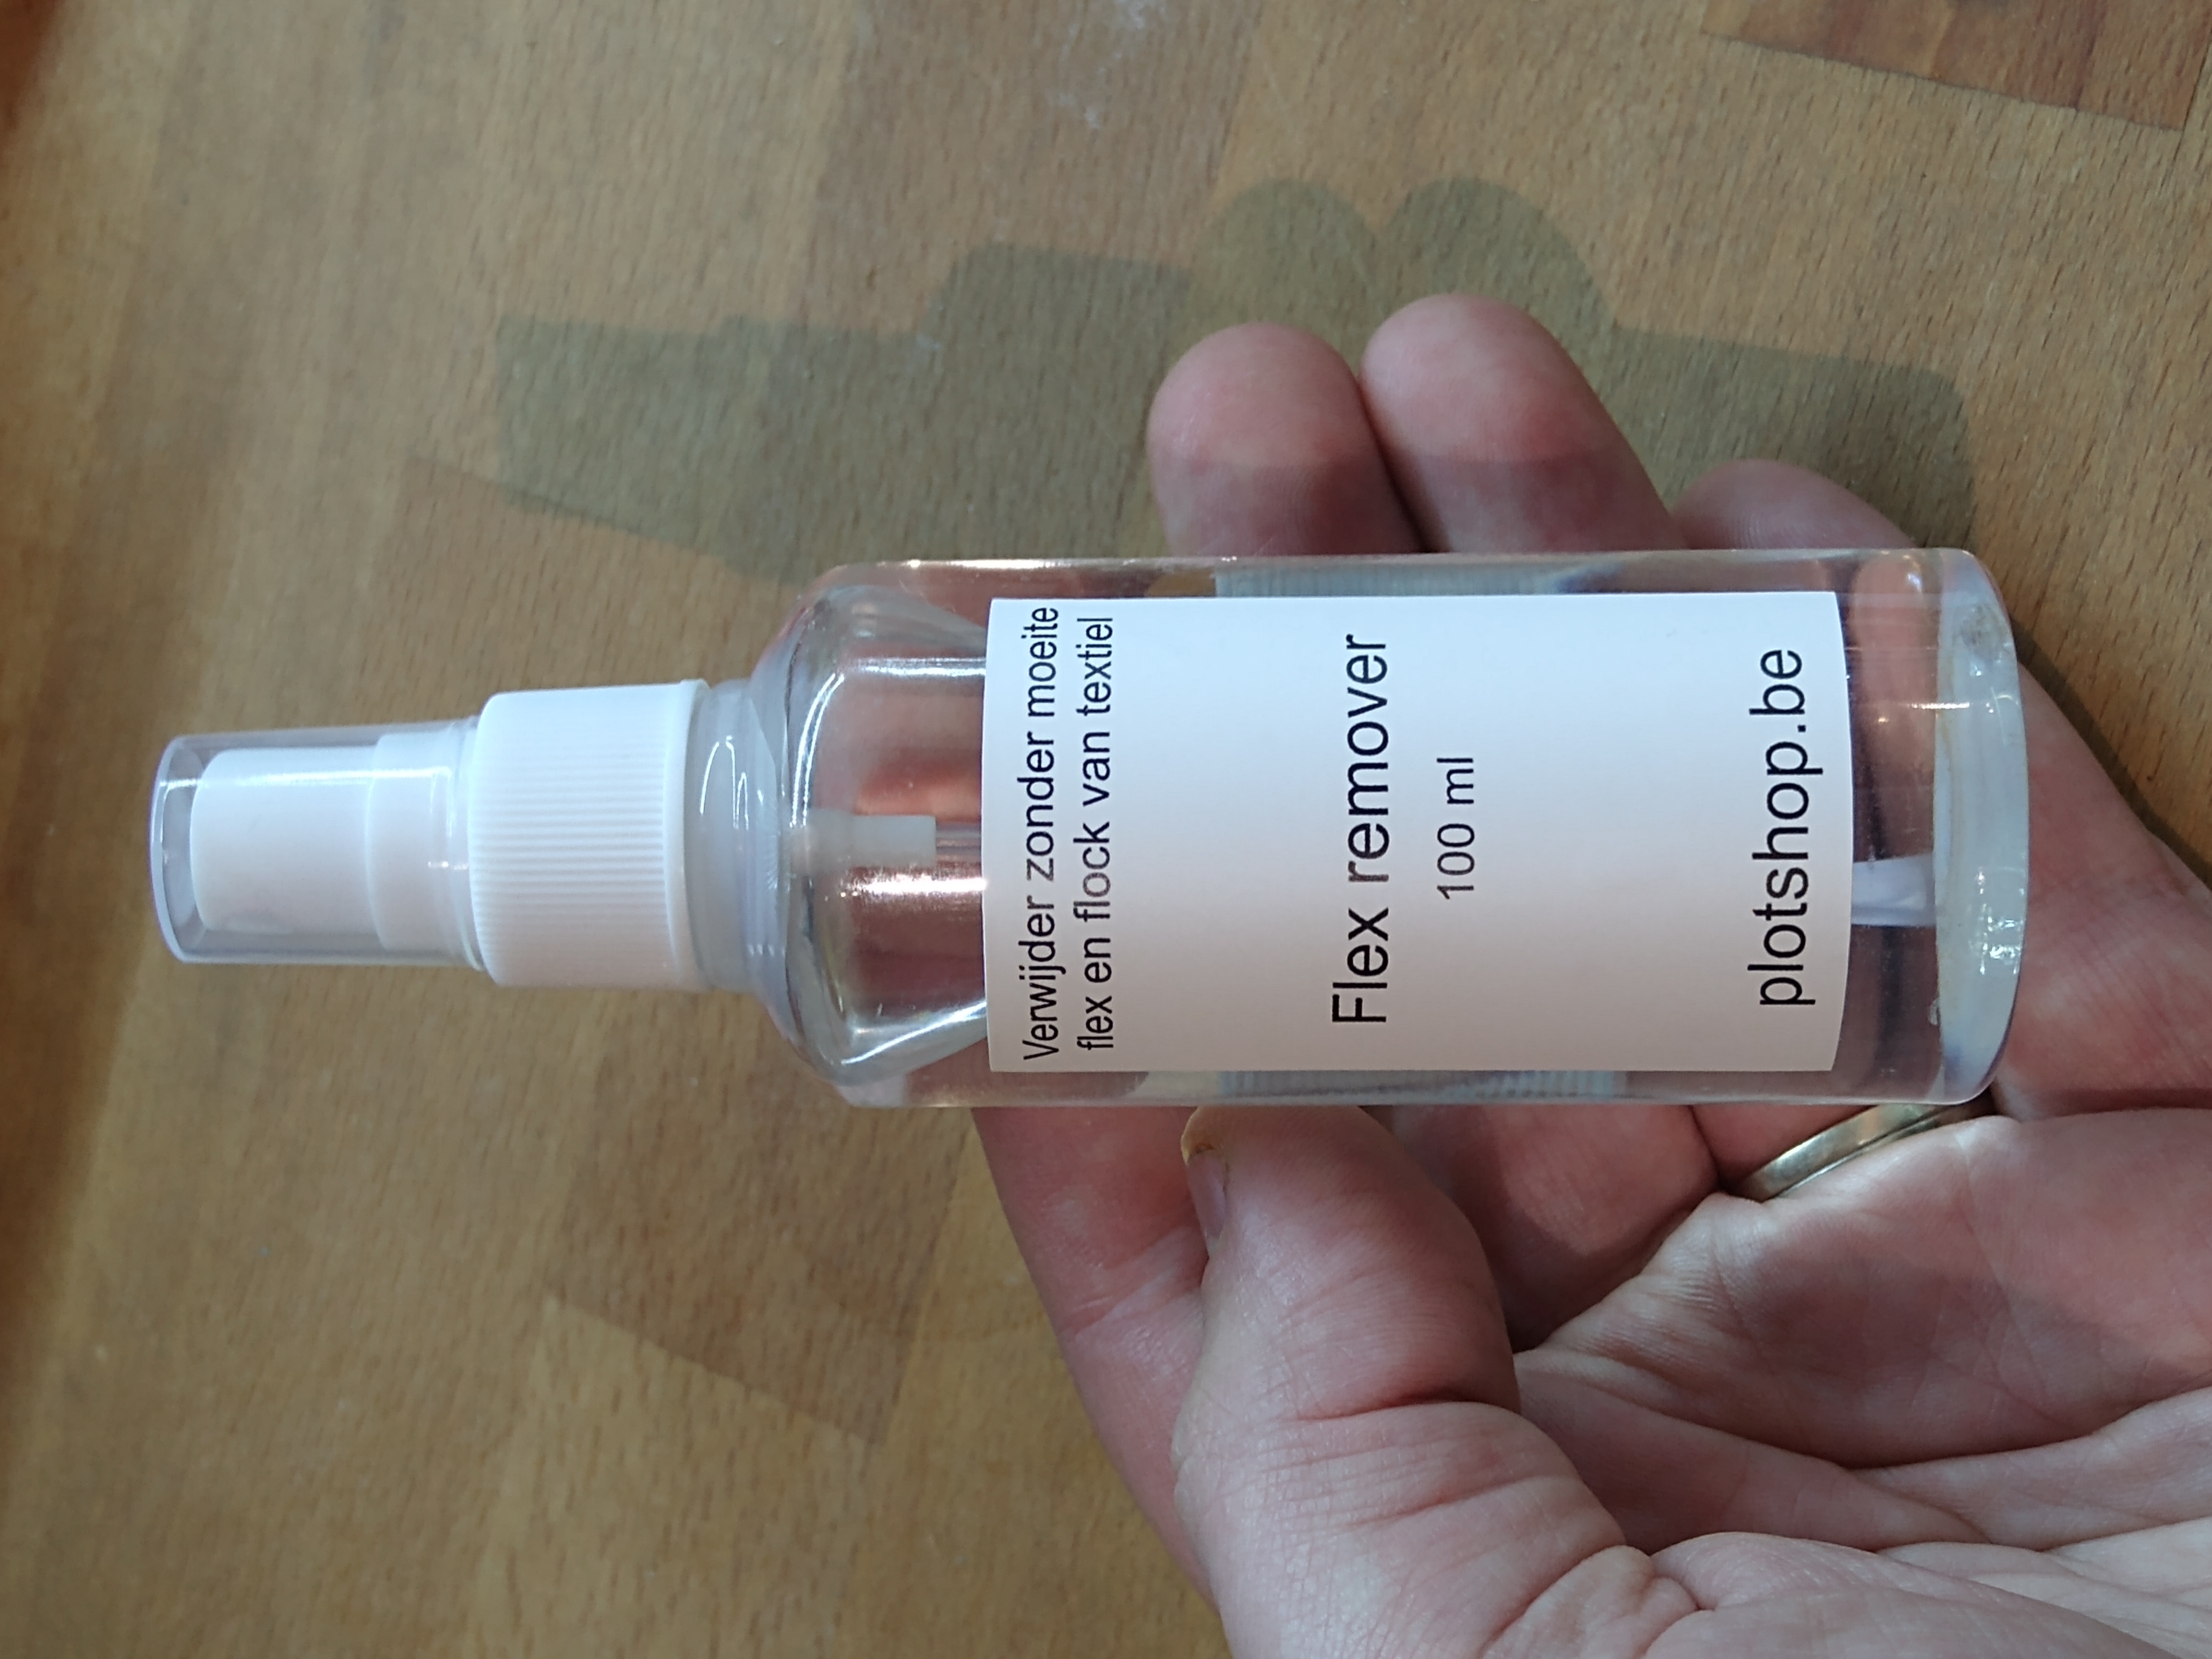 Verwijder zonder moeite
flex en flock van textiel
Flex remover
100 ml
plotshop.be